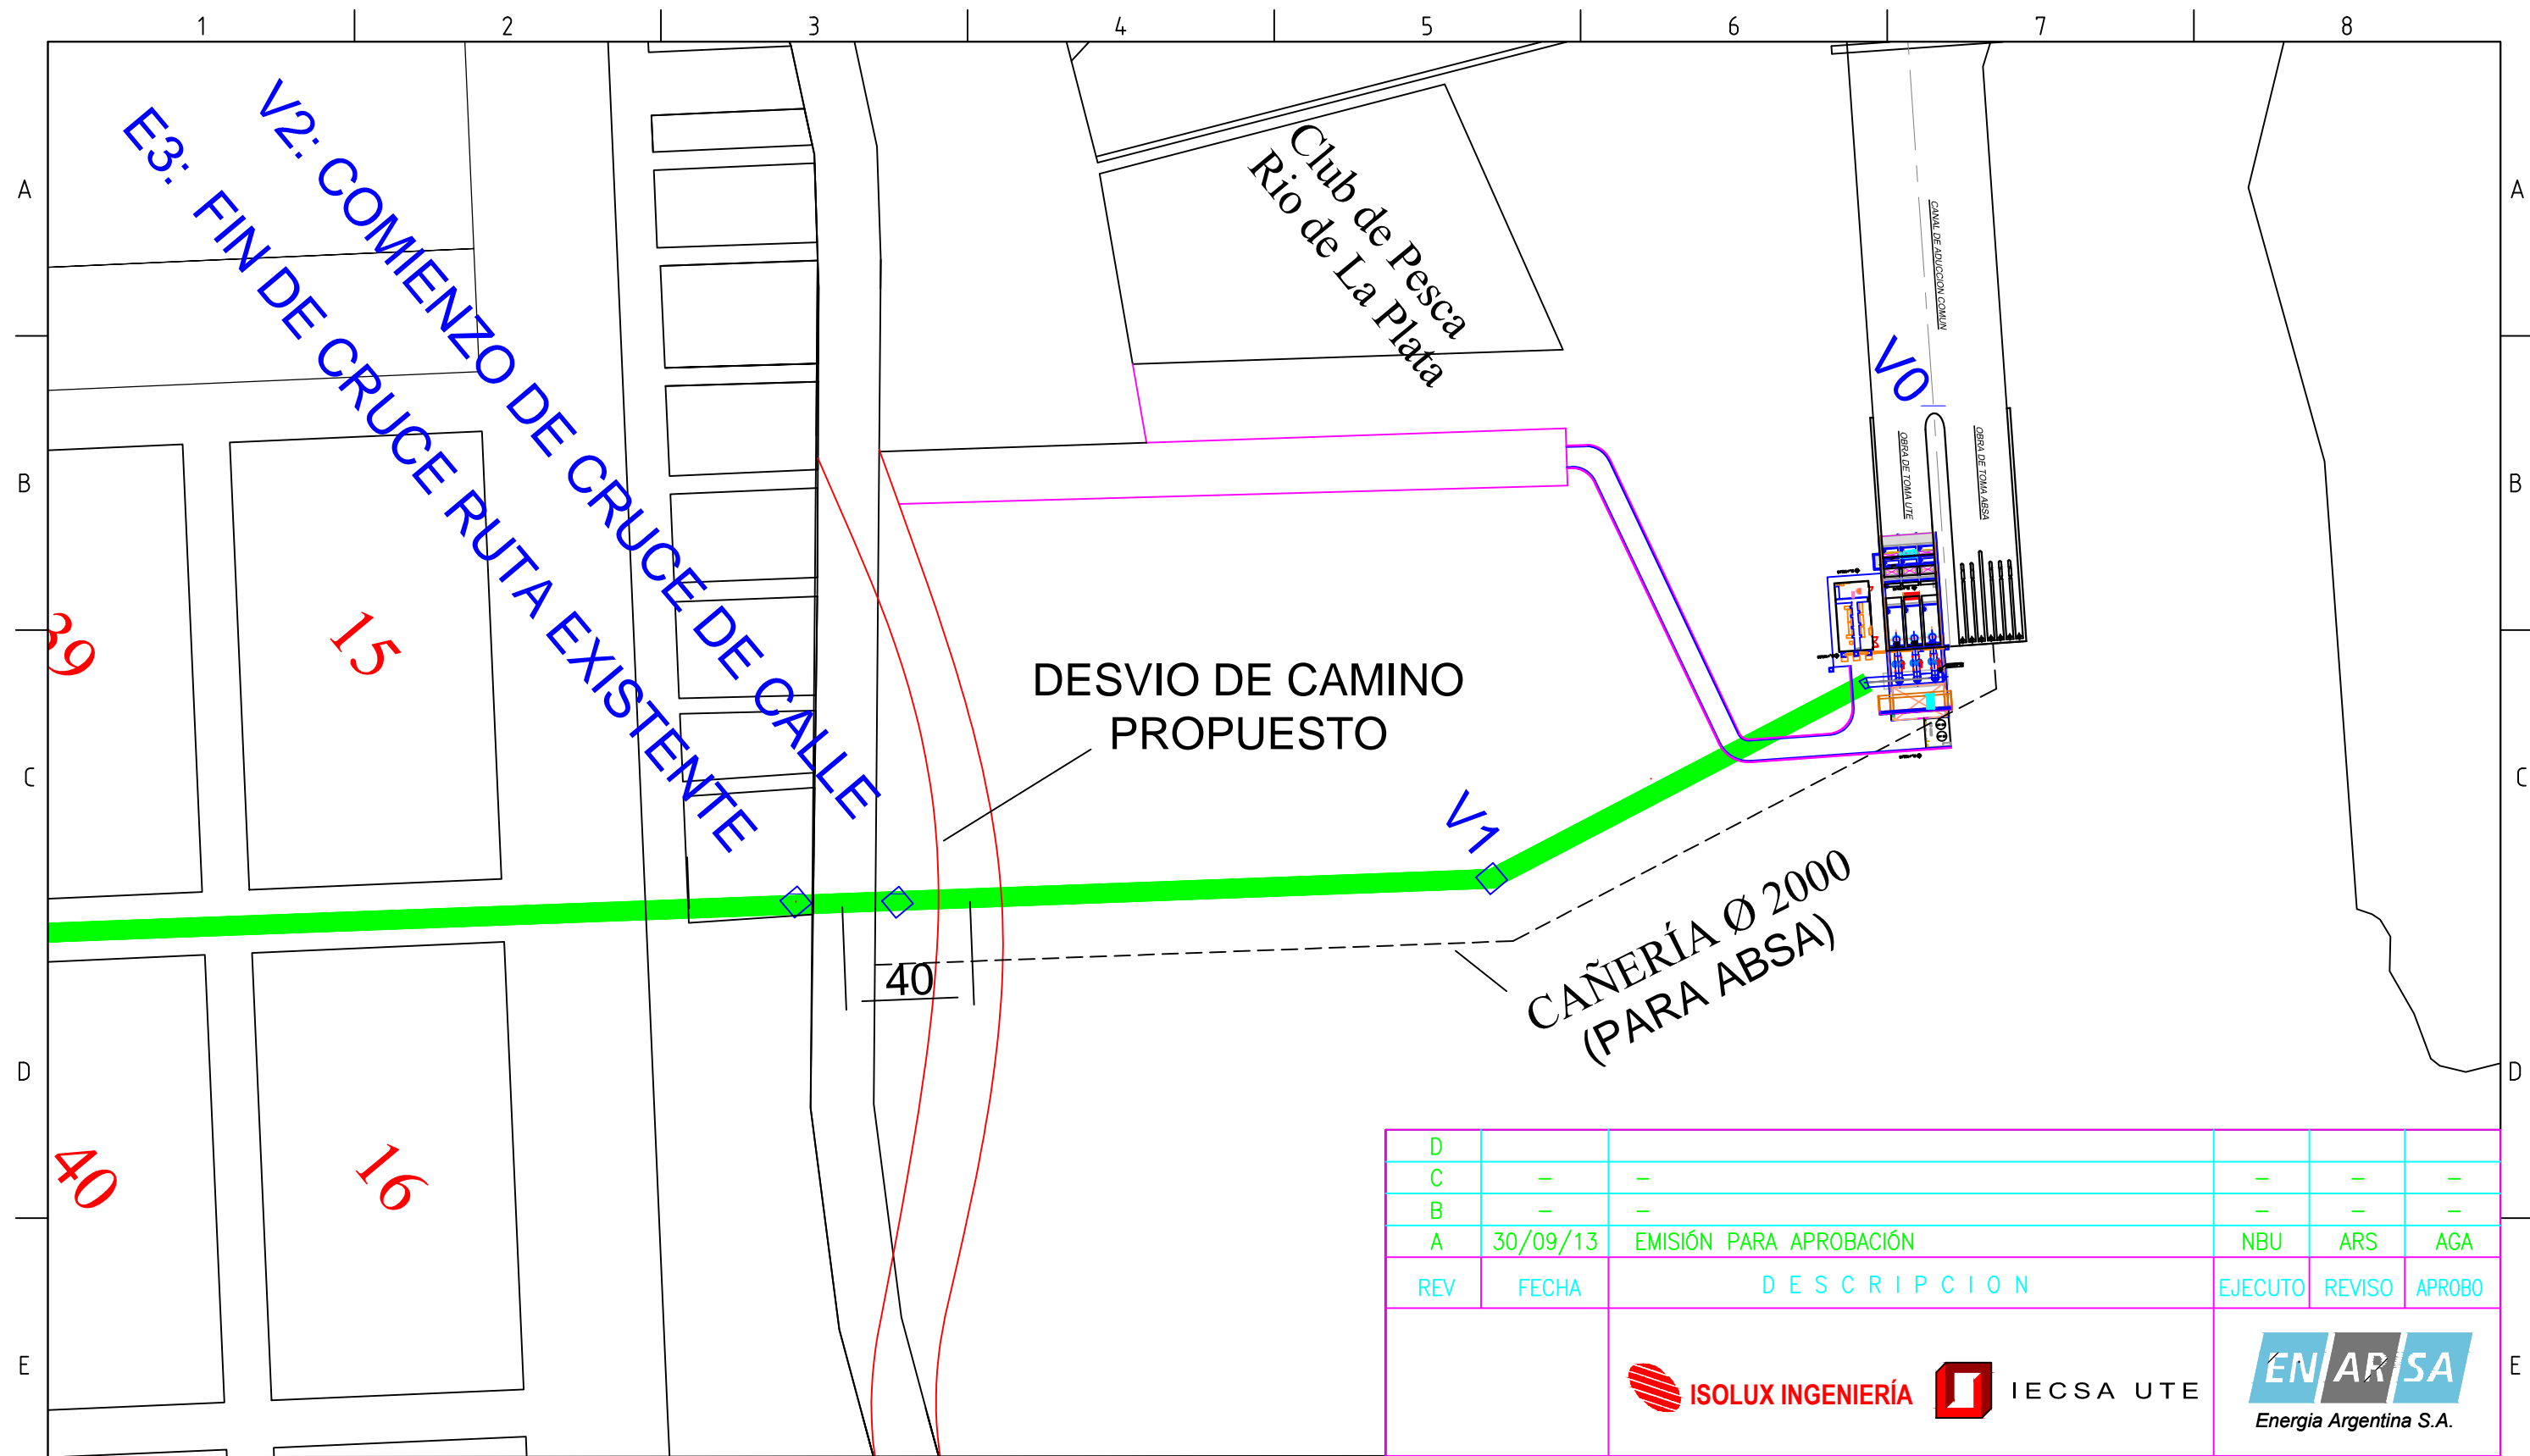 1 2 3 4 5 6 7 8
A A
B B
C C
D D
E E
V2: COMIENZO DE CRUCE DE CALLE
E3: FIN DE CRUCE RUTA EXISTENTE
Club de Pesca
Rio de La Plata
CANAL DE ADUCCION COMUN
V0
OBRA DE TOMA UTE
OBRA DE TOMA ABSA
39
15
DESVIO DE CAMINO
PROPUESTO
V1
CAÑERÍA Ø 2000
(PARA ABSA)
40
40
16
D
C – – – – –
B – – – – –
A 30/09/13 EMISIÓN PARA APROBACIÓN NBU ARS AGA
REV FECHA DESCRIPCION EJECUTO REVISO APROBO
ISOLUX INGENIERÍA
IECSA UTE
ENARSA
Energia Argentina S.A.